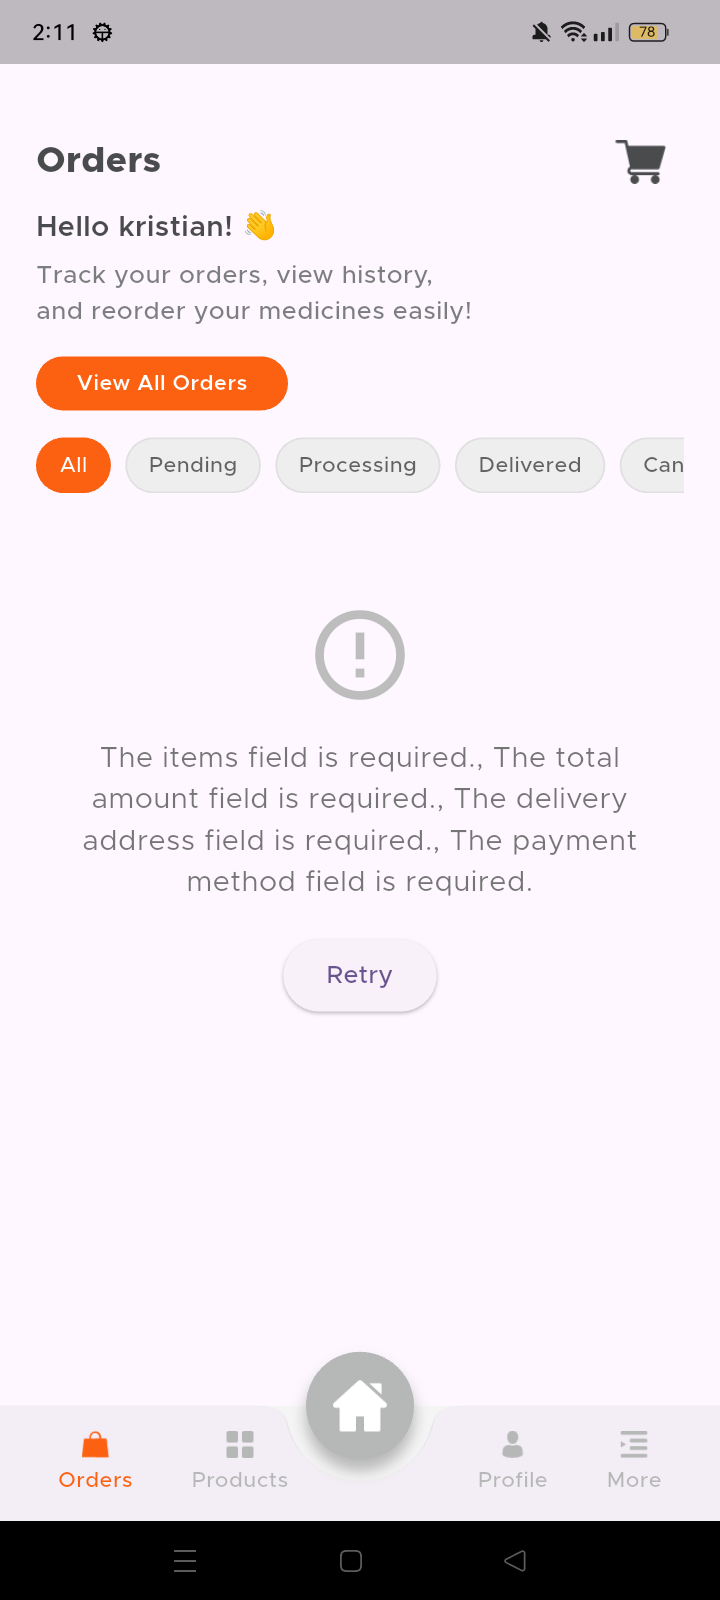 2:11
78
Orders
Hello kristian! 👋
Track your orders, view history,
and reorder your medicines easily!
View All Orders
All
Pending
Processing
Delivered
Can
The items field is required., The total
amount field is required., The delivery
address field is required., The payment
method field is required.
Retry
Orders
Products
Profile
More